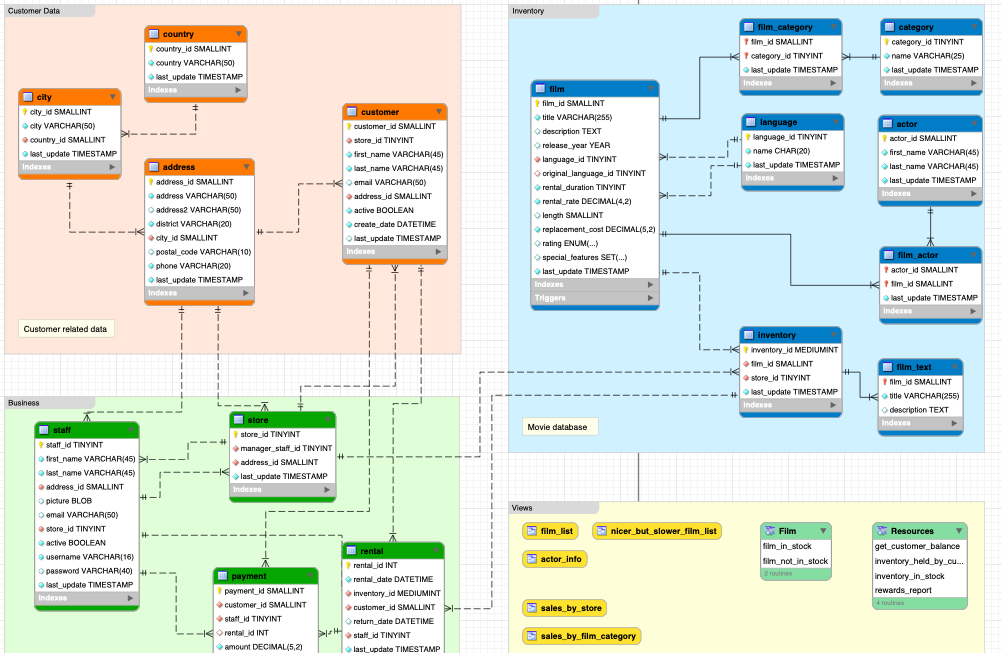 Customer Data
country
country_id SMALLINT
country VARCHAR(50)
last_update TIMESTAMP
Indexes
city
city_id SMALLINT
city VARCHAR(50)
country_id SMALLINT
last_update TIMESTAMP
Indexes
address
address_id SMALLINT
address VARCHAR(50)
address2 VARCHAR(50)
district VARCHAR(20)
city_id SMALLINT
postal_code VARCHAR(10)
phone VARCHAR(20)
last_update TIMESTAMP
Indexes
customer
customer_id SMALLINT
store_id TINYINT
first_name VARCHAR(45)
last_name VARCHAR(45)
email VARCHAR(50)
address_id SMALLINT
active BOOLEAN
create_date DATETIME
last_update TIMESTAMP
Indexes
Customer related data
Inventory
film
film_id SMALLINT
title VARCHAR(255)
description TEXT
release_year YEAR
language_id TINYINT
original_language_id TINYINT
rental_duration TINYINT
rental_rate DECIMAL(4,2)
length SMALLINT
replacement_cost DECIMAL(5,2)
rating ENUM(...)
special_features SET(...)
last_update TIMESTAMP
Indexes
Triggers
film_category
film_id SMALLINT
category_id TINYINT
last_update TIMESTAMP
Indexes
category
category_id TINYINT
name VARCHAR(25)
last_update TIMESTAMP
Indexes
language
language_id TINYINT
name CHAR(20)
last_update TIMESTAMP
Indexes
actor
actor_id SMALLINT
first_name VARCHAR(45)
last_name VARCHAR(45)
last_update TIMESTAMP
Indexes
film_actor
actor_id SMALLINT
film_id SMALLINT
last_update TIMESTAMP
Indexes
inventory
inventory_id MEDIUMINT
film_id SMALLINT
store_id TINYINT
last_update TIMESTAMP
Indexes
film_text
film_id SMALLINT
title VARCHAR(255)
description TEXT
Indexes
Movie database
Business
staff
staff_id TINYINT
first_name VARCHAR(45)
last_name VARCHAR(45)
address_id SMALLINT
picture BLOB
email VARCHAR(50)
store_id TINYINT
active BOOLEAN
username VARCHAR(16)
password VARCHAR(40)
last_update TIMESTAMP
Indexes
store
store_id TINYINT
manager_staff_id TINYINT
address_id SMALLINT
last_update TIMESTAMP
Indexes
payment
payment_id SMALLINT
customer_id SMALLINT
staff_id TINYINT
rental_id INT
amount DECIMAL(5,2)
rental
rental_id INT
rental_date DATETIME
inventory_id MEDIUMINT
customer_id SMALLINT
return_date DATETIME
staff_id TINYINT
last_update TIMESTAMP
Views
film_list
nicer_but_slower_film_list
actor_info
sales_by_store
sales_by_film_category
Film
film_in_stock
film_not_in_stock
2 routines
Resources
get_customer_balance
inventory_held_by_cu...
inventory_in_stock
rewards_report
4 routines